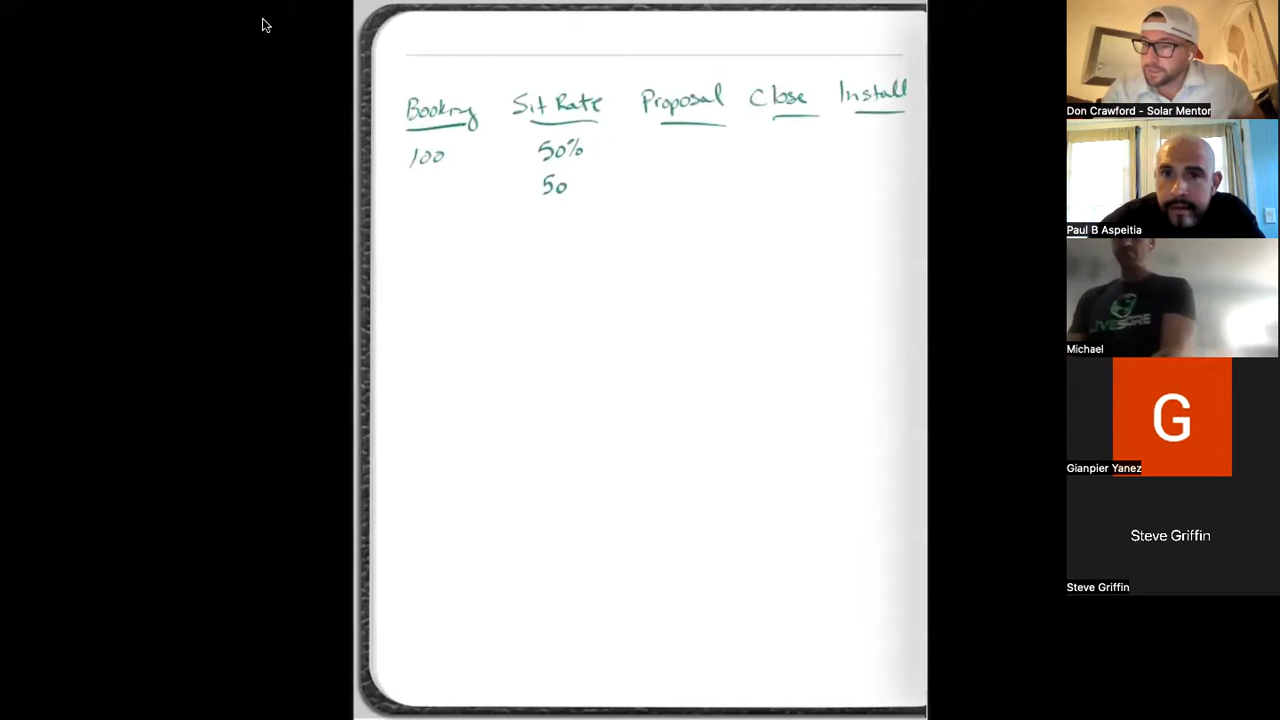 Booking Sit Rate Proposal Close Install
100 50%
50
Don Crawford - Solar Mentor
Paul B Aspeitia
LIVESURE
Michael
G
Gianpier Yanez
Steve Griffin
Steve Griffin